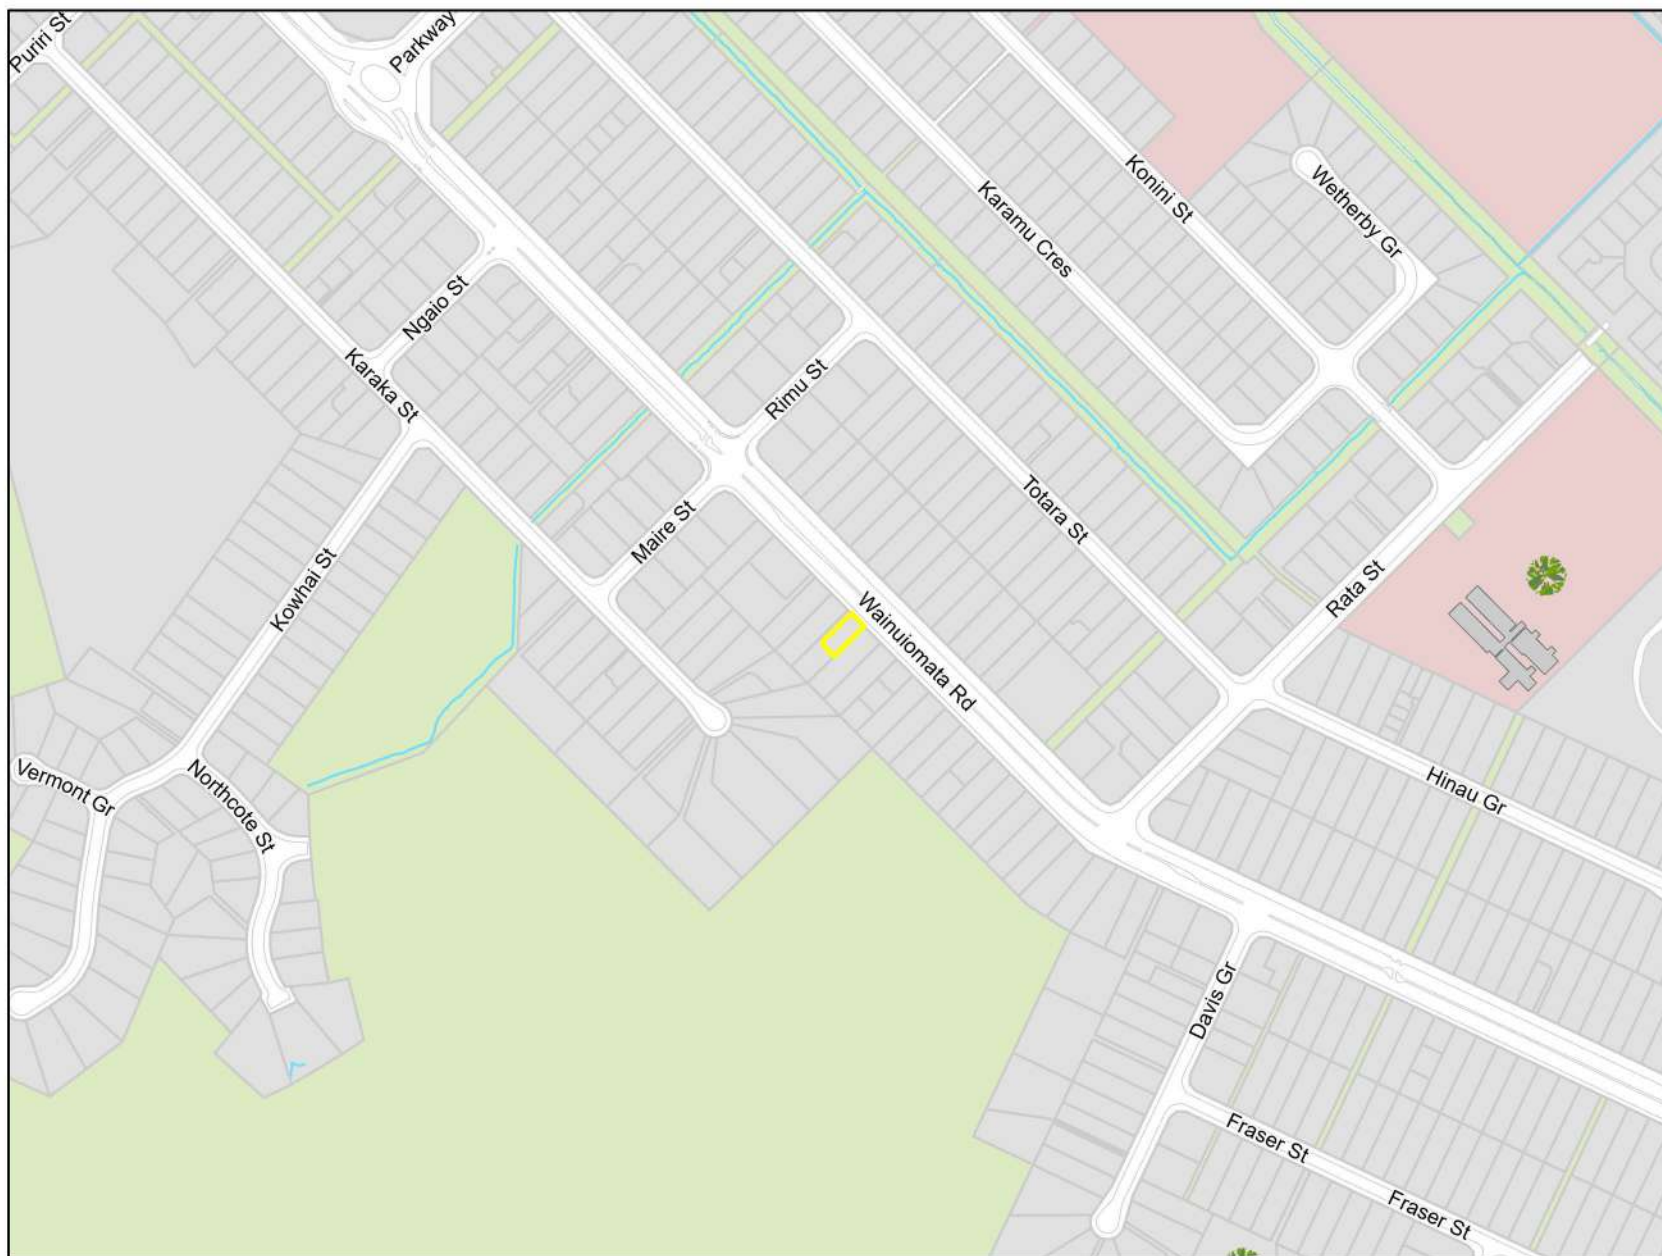 Puriri St
Parkway
Konini St
Wetherby Gr
Karamu Cres
Ngaio St
Karaka St
Rimu St
Totara St
Maire St
Kowhai St
Rata St
Wainuiomata Rd
Vermont Gr
Northcote St
Hinau Gr
Davis Gr
Fraser St
Fraser St